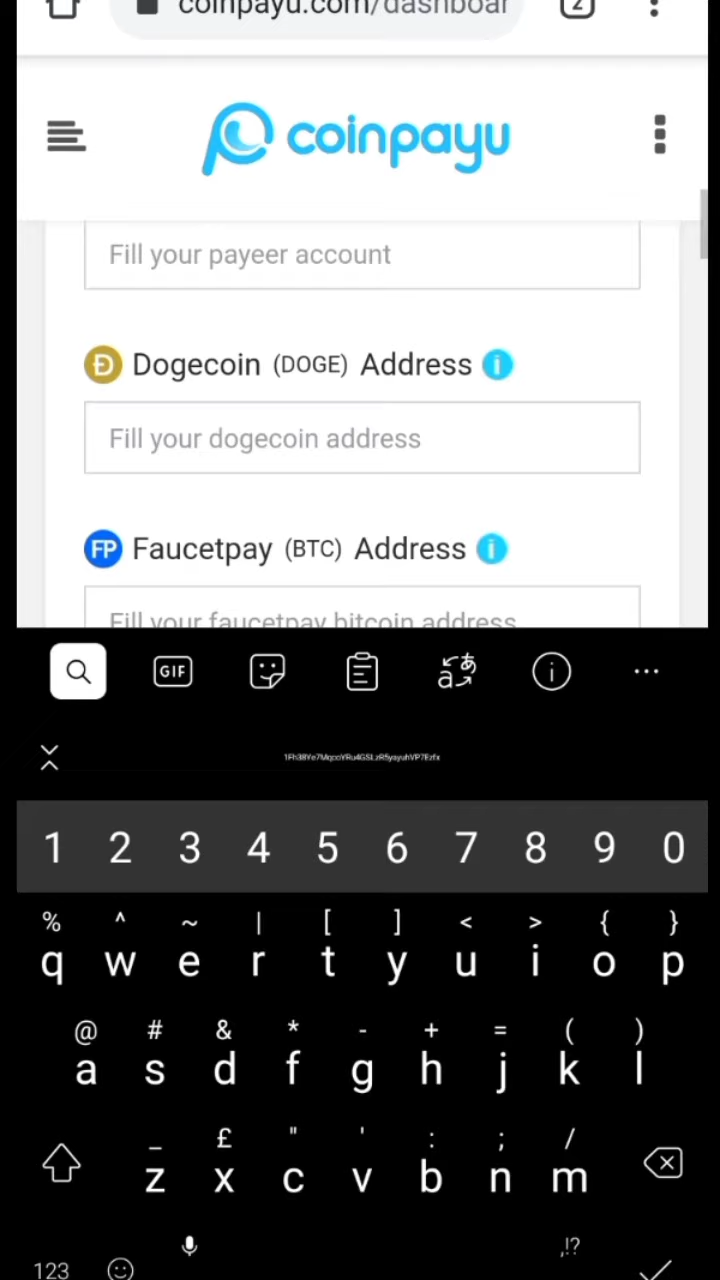 coinpayu.com/dashboar
2
coinpayu
Fill your payeer account
Dogecoin (DOGE) Address
Fill your dogecoin address
FP Faucetpay (BTC) Address
Fill your faucetpay bitcoin address
GIF
1 2 3 4 5 6 7 8 9 0
% ^ ~ | [ ] < > { }
q w e r t y u i o p
@ # & * - + = ( )
a s d f g h j k l
_ £ " ' : ; /
z x c v b n m
,!?
123